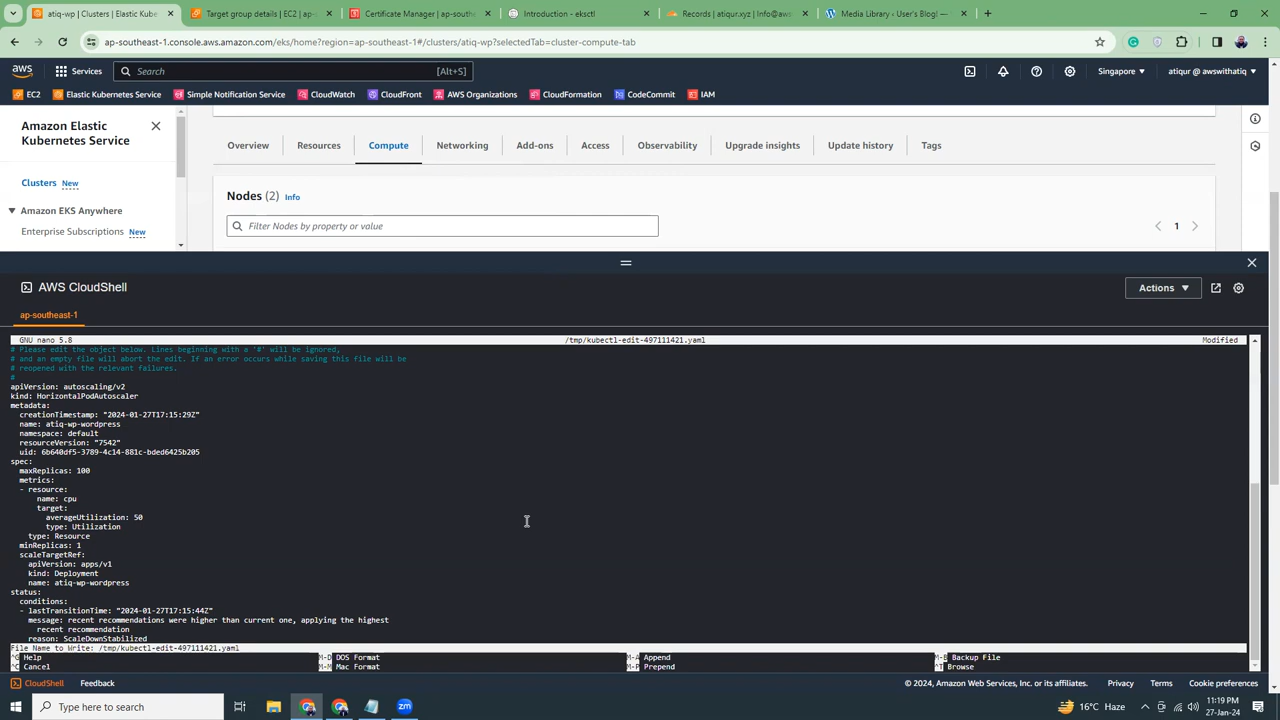 atiq-wp | Clusters | Elastic Kube
Target group details | EC2 | ap-
Certificate Manager | ap-southe
Introduction - eksctl
Records | atiqur.xyz | Info@aws
Media Library ‹ User's Blog! —
ap-southeast-1.console.aws.amazon.com/eks/home?region=ap-southeast-1#/clusters/atiq-wp?selectedTab=cluster-compute-tab
aws
Services
Search
[Alt+S]
Singapore
atiqur @ awswithatiq
EC2
Elastic Kubernetes Service
Simple Notification Service
CloudWatch
CloudFront
AWS Organizations
CloudFormation
CodeCommit
IAM
Amazon Elastic
Kubernetes Service
Clusters New
Amazon EKS Anywhere
Enterprise Subscriptions New
Overview
Resources
Compute
Networking
Add-ons
Access
Observability
Upgrade insights
Update history
Tags
Nodes (2) Info
Filter Nodes by property or value
1
AWS CloudShell
Actions
ap-southeast-1
GNU nano 5.8 /tmp/kubectl-edit-497111421.yaml Modified
# Please edit the object below. Lines beginning with a '#' will be ignored,
# and an empty file will abort the edit. If an error occurs while saving this file will be
# reopened with the relevant failures.
#
apiVersion: autoscaling/v2
kind: HorizontalPodAutoscaler
metadata:
  creationTimestamp: "2024-01-27T17:15:29Z"
  name: atiq-wp-wordpress
  namespace: default
  resourceVersion: "7542"
  uid: 6b640df5-3789-4c14-881c-bded6425b205
spec:
  maxReplicas: 100
  metrics:
  - resource:
      name: cpu
      target:
        averageUtilization: 50
        type: Utilization
    type: Resource
  minReplicas: 1
  scaleTargetRef:
    apiVersion: apps/v1
    kind: Deployment
    name: atiq-wp-wordpress
status:
  conditions:
  - lastTransitionTime: "2024-01-27T17:15:44Z"
    message: recent recommendations were higher than current one, applying the highest
      recent recommendation
    reason: ScaleDownStabilized
File Name to Write: /tmp/kubectl-edit-497111421.yaml
^G Help M-D DOS Format M-A Append M-B Backup File
^C Cancel M-M Mac Format M-P Prepend ^T Browse
CloudShell
Feedback
© 2024, Amazon Web Services, Inc. or its affiliates.
Privacy
Terms
Cookie preferences
Type here to search
16°C Haze
11:19 PM
27-Jan-24